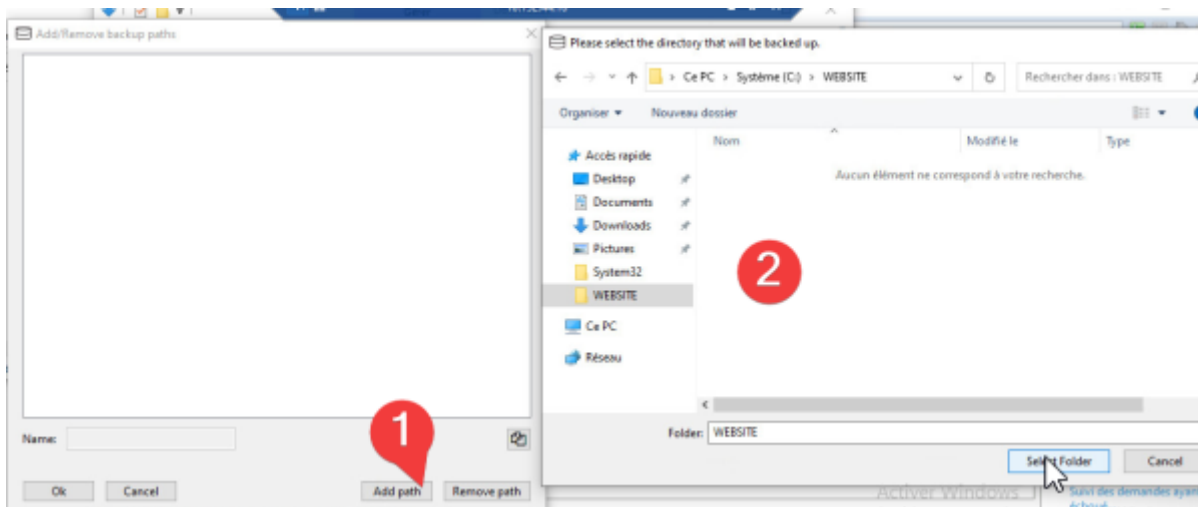 Add/Remove backup paths
Name:
1
Ok
Cancel
Add path
Remove path
Please select the directory that will be backed up.
Ce PC > Système (C:) > WEBSITE
Rechercher dans : WEBSITE
Organiser
Nouveau dossier
Nom
Modifié le
Type
Aucun élément ne correspond à votre recherche.
Accès rapide
Desktop
Documents
Downloads
Pictures
System32
WEBSITE
Ce PC
Réseau
2
Folder: WEBSITE
Select Folder
Cancel
Activer Windows
Suivi des demandes ayant
échoué